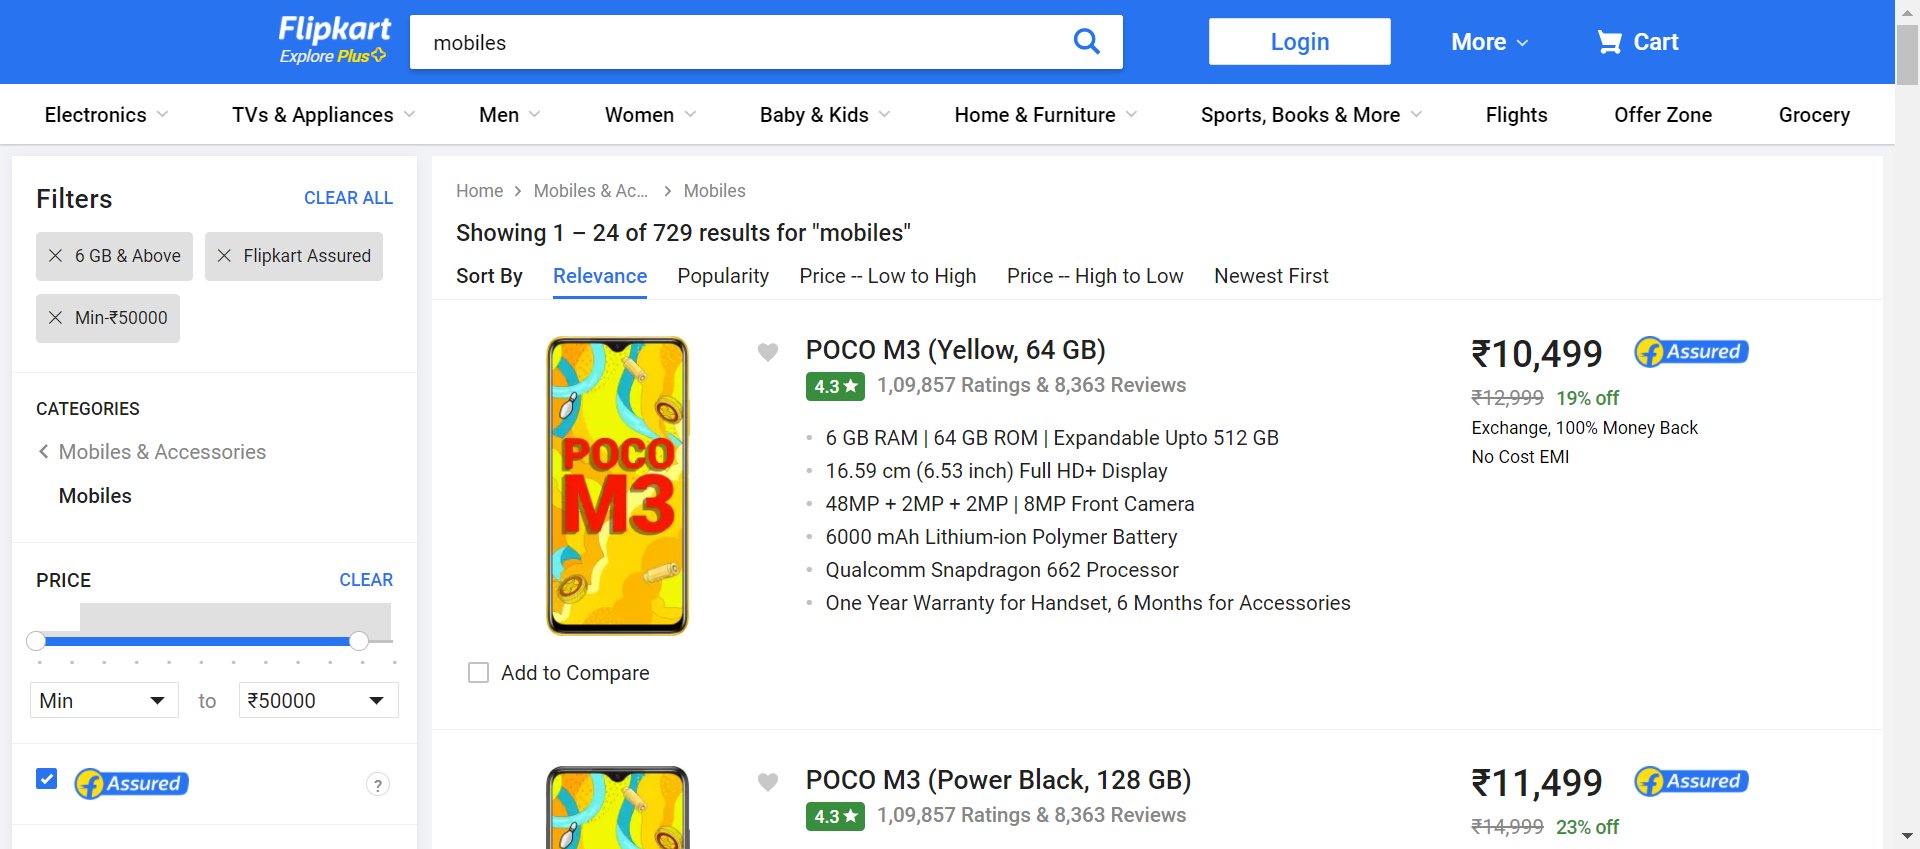 Flipkart
Explore Plus
mobiles
Login
More
Cart
Electronics
TVs & Appliances
Men
Women
Baby & Kids
Home & Furniture
Sports, Books & More
Flights
Offer Zone
Grocery
Filters
CLEAR ALL
6 GB & Above
Flipkart Assured
Min-₹50000
CATEGORIES
Mobiles & Accessories
Mobiles
PRICE
CLEAR
Min
to
₹50000
f Assured
?
Home
Mobiles & Ac...
Mobiles
Showing 1 – 24 of 729 results for "mobiles"
Sort By
Relevance
Popularity
Price -- Low to High
Price -- High to Low
Newest First
POCO
M3
Add to Compare
POCO M3 (Yellow, 64 GB)
4.3★
1,09,857 Ratings & 8,363 Reviews
6 GB RAM | 64 GB ROM | Expandable Upto 512 GB
16.59 cm (6.53 inch) Full HD+ Display
48MP + 2MP + 2MP | 8MP Front Camera
6000 mAh Lithium-ion Polymer Battery
Qualcomm Snapdragon 662 Processor
One Year Warranty for Handset, 6 Months for Accessories
₹10,499
f Assured
₹12,999 19% off
Exchange, 100% Money Back
No Cost EMI
POCO M3 (Power Black, 128 GB)
4.3★
1,09,857 Ratings & 8,363 Reviews
₹11,499
f Assured
₹14,999 23% off